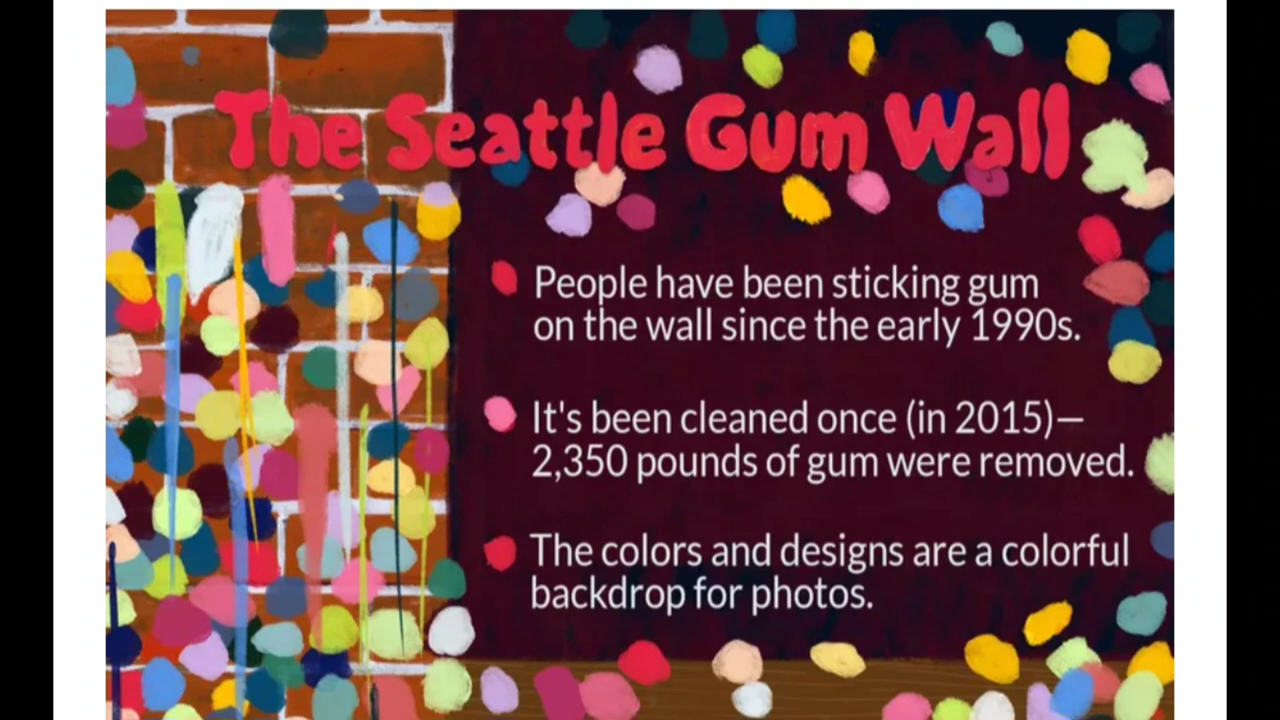 The Seattle Gum Wall
People have been sticking gum
on the wall since the early 1990s.
It's been cleaned once (in 2015)—
2,350 pounds of gum were removed.
The colors and designs are a colorful
backdrop for photos.